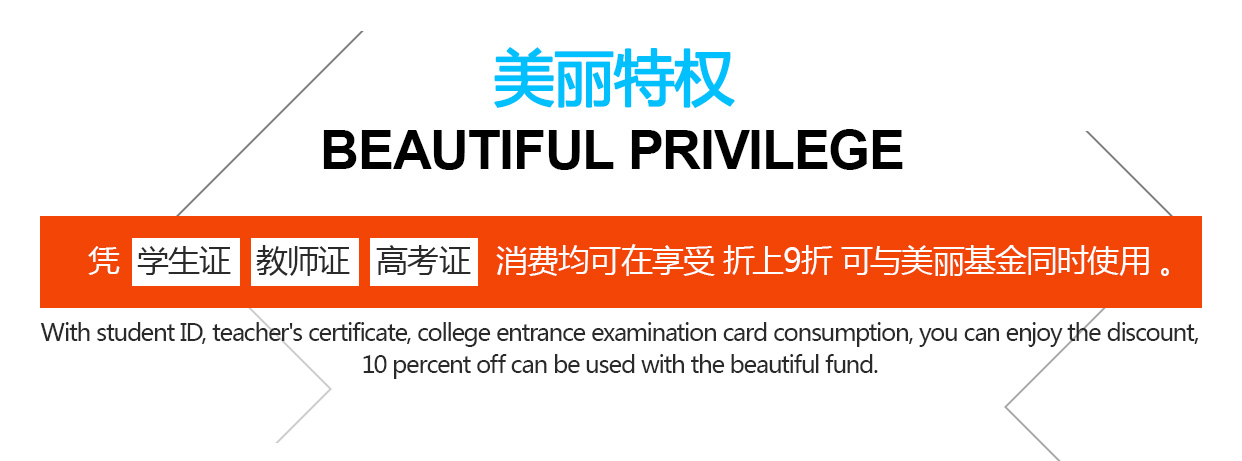 美丽特权
BEAUTIFUL PRIVILEGE
凭 学生证 教师证 高考证 消费均可在享受 折上9折 可与美丽基金同时使用 。
With student ID, teacher's certificate, college entrance examination card consumption, you can enjoy the discount,
10 percent off can be used with the beautiful fund.